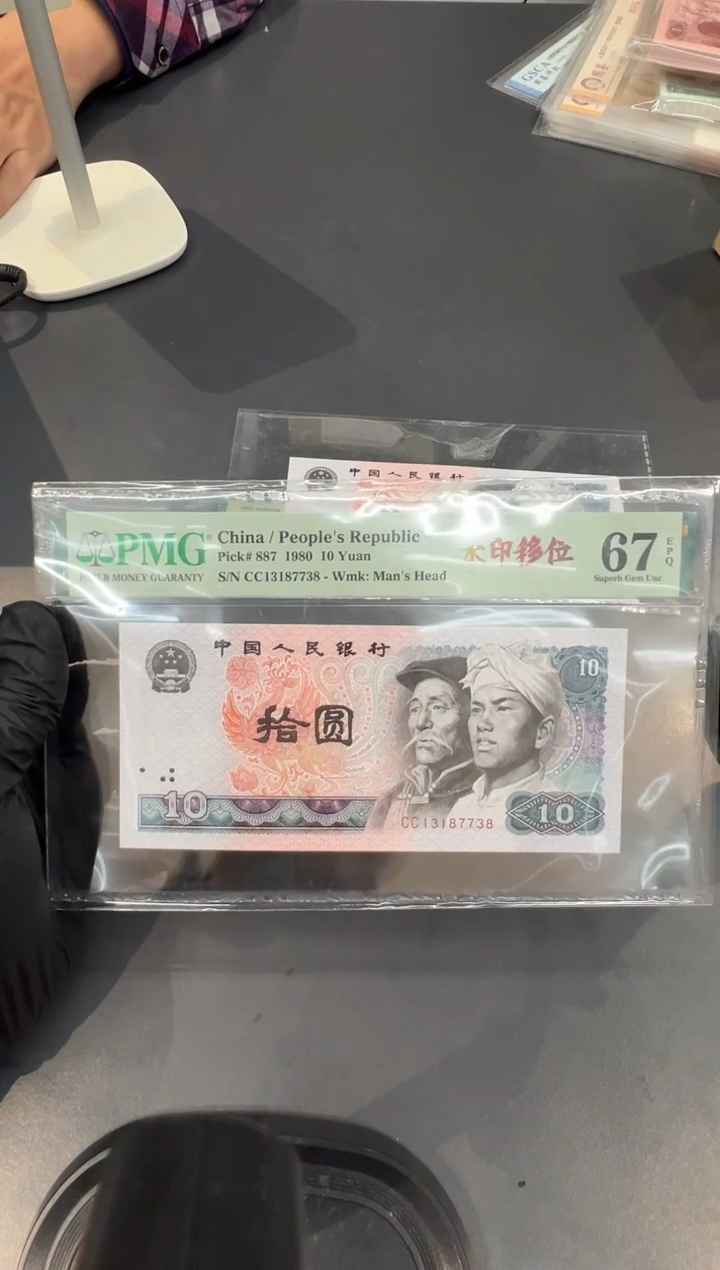 GSCA
中国人民银行
PMG
PAPER MONEY GUARANTY
China / People's Republic
Pick# 887 1980 10 Yuan
S/N CC13187738 - Wmk: Man's Head
水印移位
67
EPQ
Superb Gem Unc
中国人民银行
10
拾圆
10
CC13187738
10